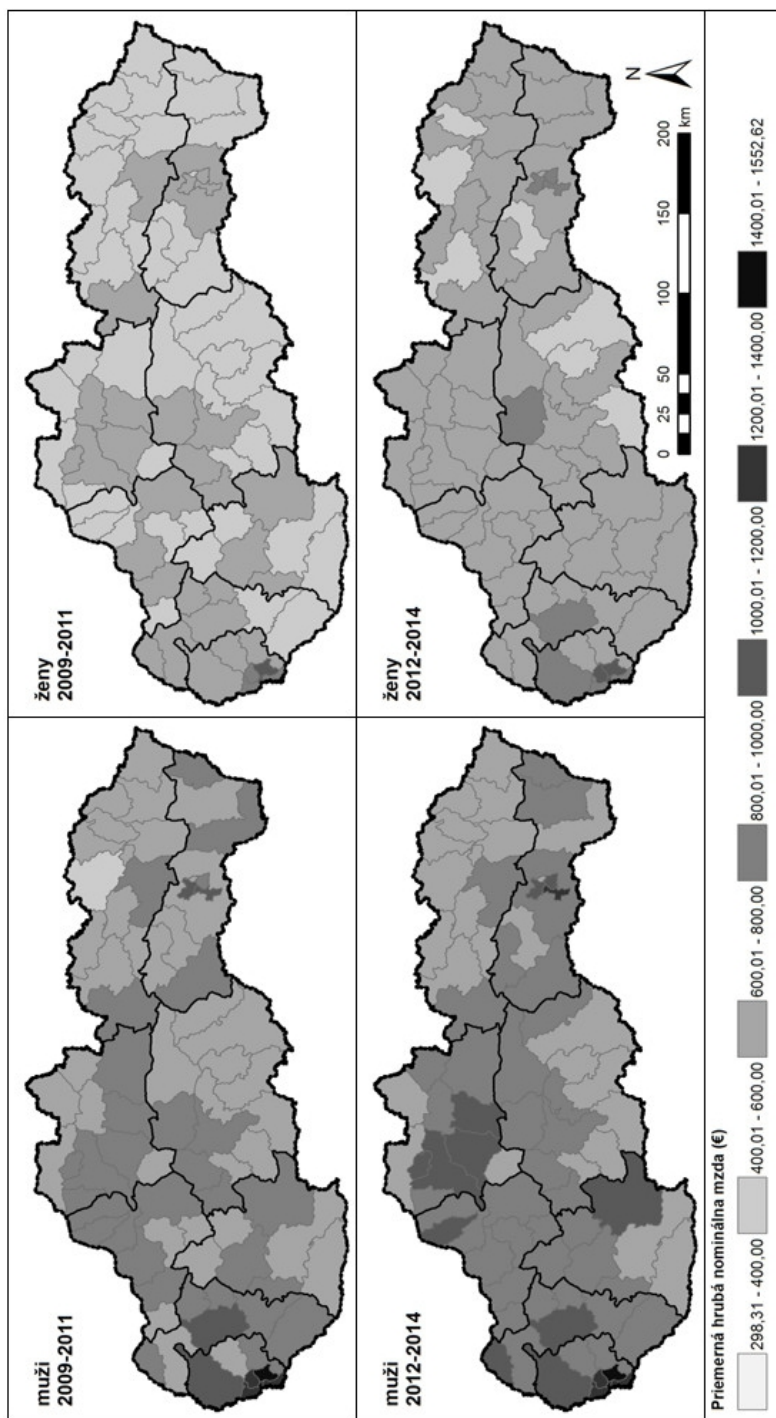 muži
2009-2011
ženy
2009-2011
muži
2012-2014
ženy
2012-2014
N
0 25 50 100 150 200
km
Priemerná hrubá nominálna mzda (€)
298,31 - 400,00 400,01 - 600,00 600,01 - 800,00 800,01 - 1000,00 1000,01 - 1200,00 1200,01 - 1400,00 1400,01 - 1552,62